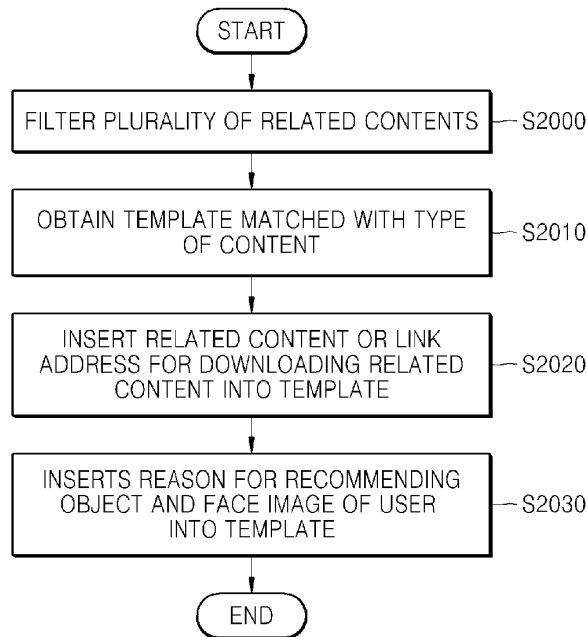 START
FILTER PLURALITY OF RELATED CONTENTS
S2000
OBTAIN TEMPLATE MATCHED WITH TYPE
OF CONTENT
S2010
INSERT RELATED CONTENT OR LINK
ADDRESS FOR DOWNLOADING RELATED
CONTENT INTO TEMPLATE
S2020
INSERTS REASON FOR RECOMMENDING
OBJECT AND FACE IMAGE OF USER
INTO TEMPLATE
S2030
END